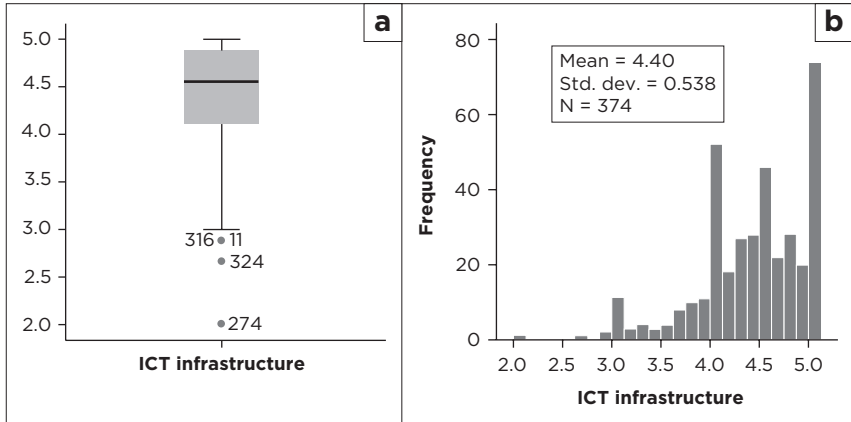 a
5.0
4.5
4.0
3.5
3.0
2.5
2.0
316 11
324
274
ICT infrastructure
b
80
60
40
20
0
Frequency
Mean = 4.40
Std. dev. = 0.538
N = 374
2.0 2.5 3.0 3.5 4.0 4.5 5.0
ICT infrastructure